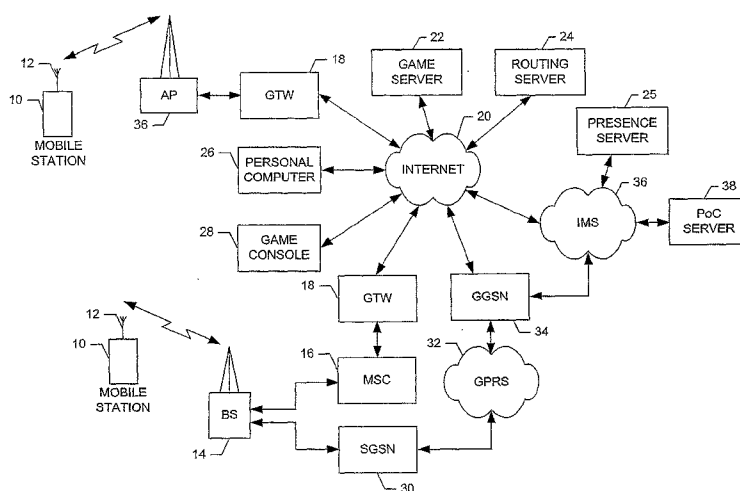 22
24
18
GAME
SERVER
ROUTING
SERVER
12
10
AP
GTW
25
20
36
MOBILE
STATION
PRESENCE
SERVER
26
PERSONAL
COMPUTER
INTERNET
36
38
IMS
PoC
SERVER
28
GAME
CONSOLE
18
GTW
GGSN
12
34
10
16
32
MOBILE
STATION
MSC
GPRS
BS
14
SGSN
30